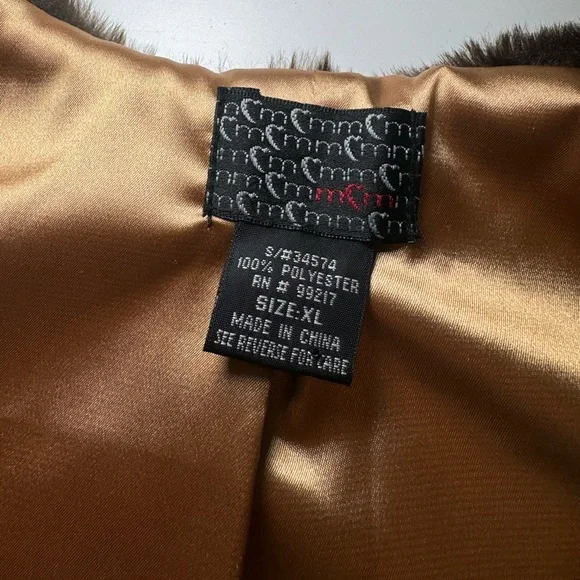 S/#34574
100% POLYESTER
RN # 99217
SIZE:XL
MADE IN CHINA
SEE REVERSE FOR CARE